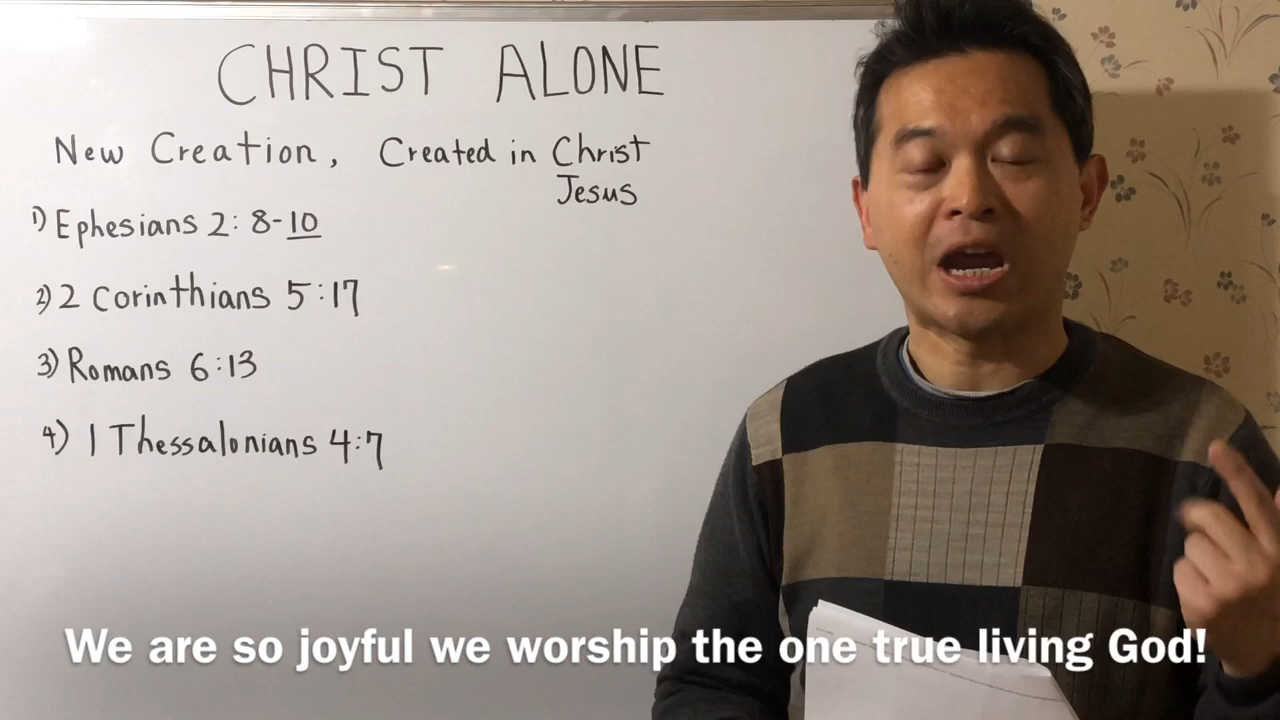 CHRIST ALONE
New Creation, Created in Christ
Jesus
1) Ephesians 2: 8-10
2) 2 Corinthians 5:17
3) Romans 6:13
4) 1 Thessalonians 4:7
We are so joyful we worship the one true living God!